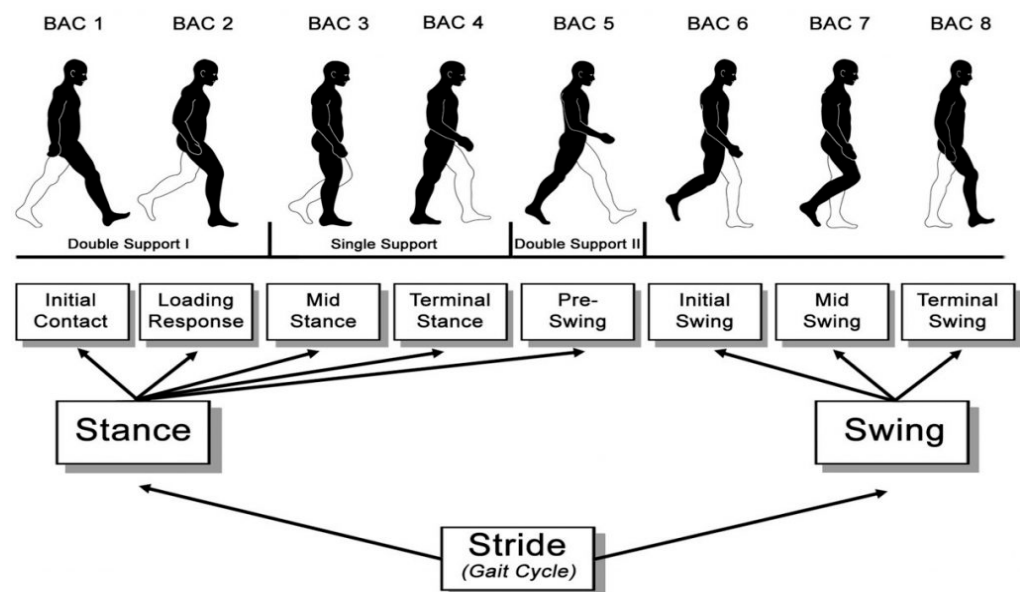 BAC 1 BAC 2 BAC 3 BAC 4 BAC 5 BAC 6 BAC 7 BAC 8
Double Support I Single Support Double Support II
Initial Loading Mid Terminal Pre- Initial Mid Terminal
Contact Response Stance Stance Swing Swing Swing Swing
Stance Swing
Stride
(Gait Cycle)